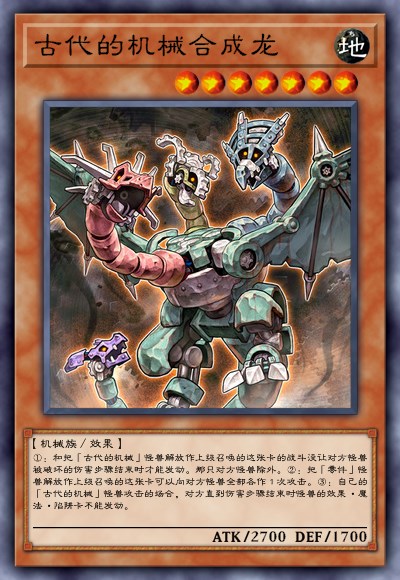 古代的机械合成龙
地
【机械族／效果】
①：和把「古代的机械」怪兽解放作上级召唤的这张卡的战斗没让对方怪兽
被破坏的伤害步骤结束时才能发动。那只对方怪兽除外。②：把「零件」怪
兽解放作上级召唤的这张卡可以向对方怪兽全部各作1次攻击。③：自己的
「古代的机械」怪兽攻击的场合，对方直到伤害步骤结束时怪兽的效果·魔
法·陷阱卡不能发动。
ATK/2700 DEF/1700